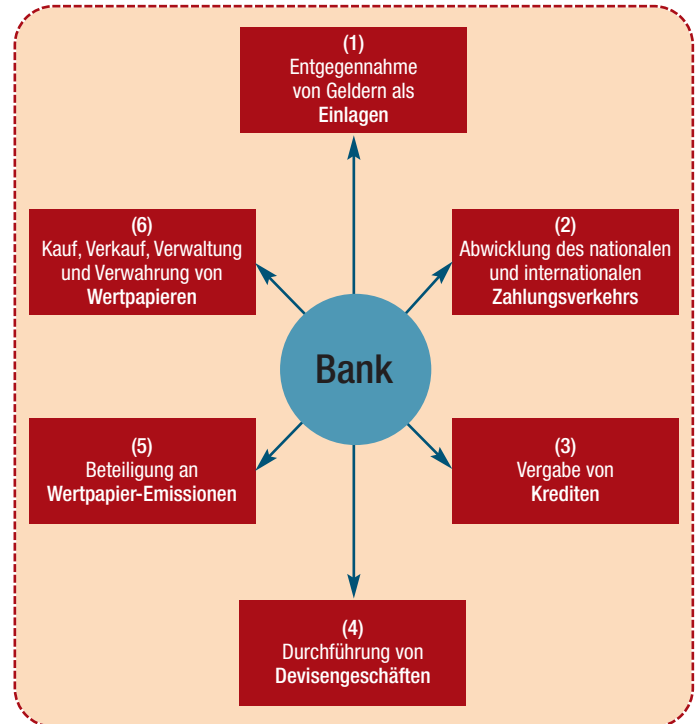 (1)
Entgegennahme
von Geldern als
Einlagen
(6)
Kauf, Verkauf, Verwaltung
und Verwahrung von
Wertpapieren
(2)
Abwicklung des nationalen
und internationalen
Zahlungsverkehrs
Bank
(5)
Beteiligung an
Wertpapier-Emissionen
(3)
Vergabe von
Krediten
(4)
Durchführung von
Devisengeschäften